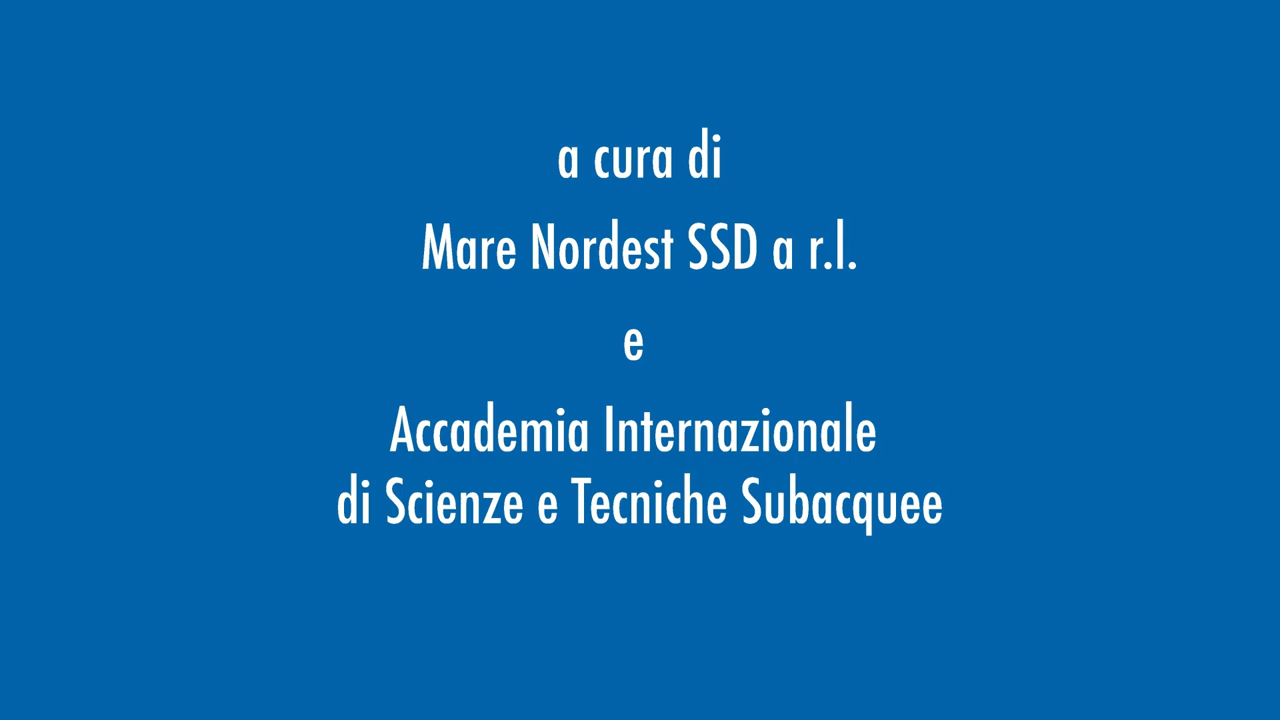 a cura di
Mare Nordest SSD a r.l.
e
Accademia Internazionale
di Scienze e Tecniche Subacquee